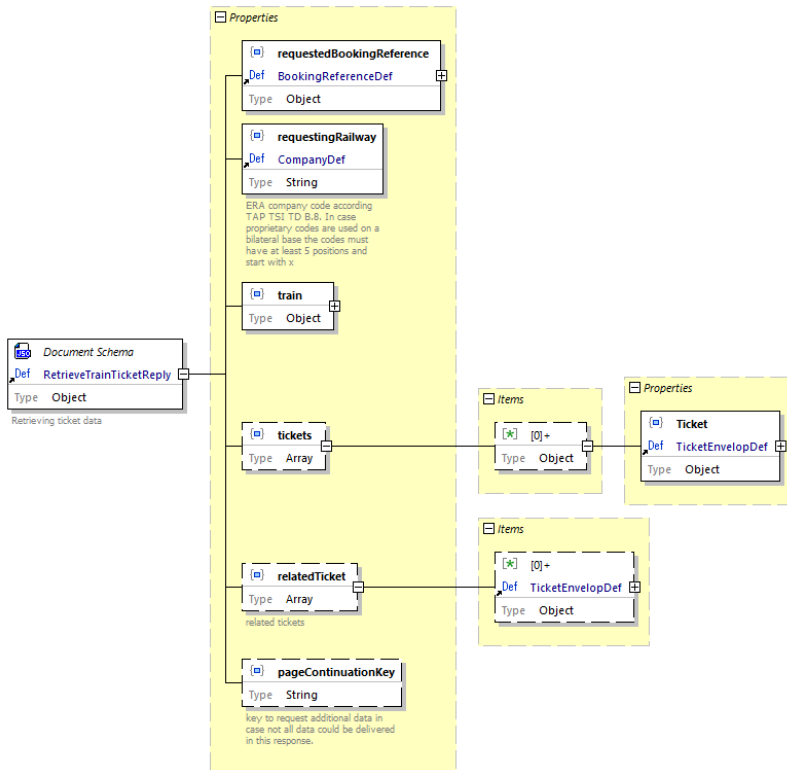 Properties
requestedBookingReference
Def BookingReferenceDef
Type Object
requestingRailway
Def CompanyDef
Type String
ERA company code according
TAP TSI TD B.8. In case
proprietary codes are used on a
bilateral base the codes must
have at least 5 positions and
start with x
train
Type Object
Document Schema
Def RetrieveTrainTicketReply
Type Object
Retrieving ticket data
tickets
Type Array
Items
[*] [0]+
Type Object
Properties
Ticket
Def TicketEnvelopDef
Type Object
relatedTicket
Type Array
related tickets
Items
[*] [0]+
Def TicketEnvelopDef
Type Object
pageContinuationKey
Type String
key to request additional data in
case not all data could be delivered
in this response.